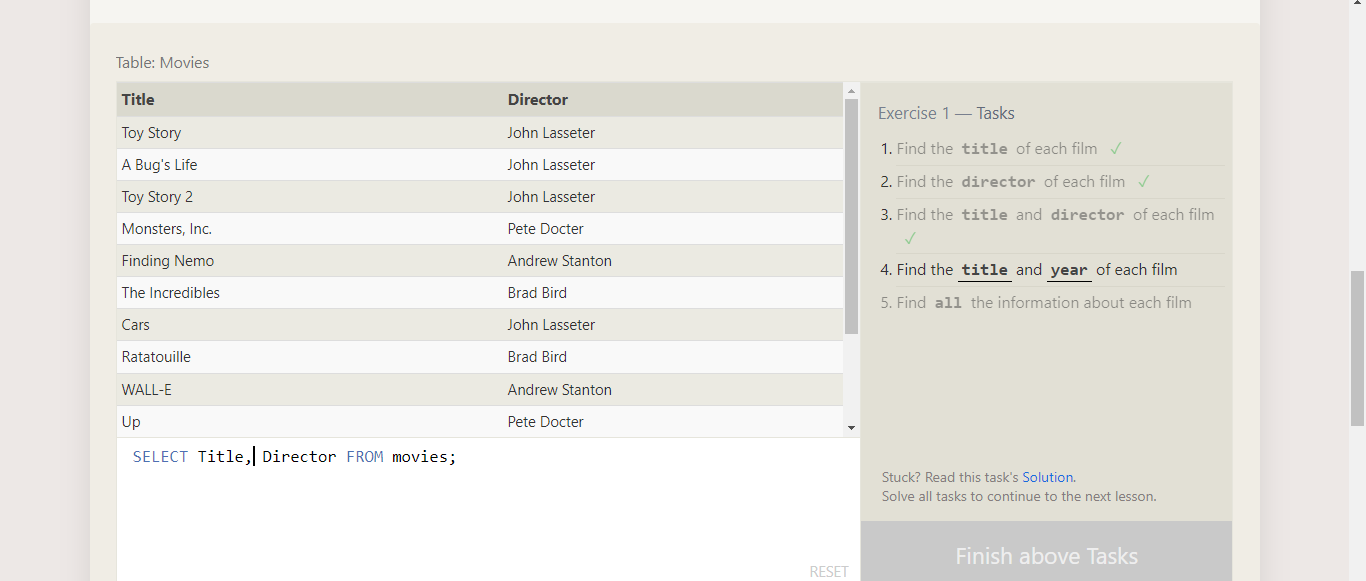 Table: Movies
Title Director
Toy Story John Lasseter
A Bug's Life John Lasseter
Toy Story 2 John Lasseter
Monsters, Inc. Pete Docter
Finding Nemo Andrew Stanton
The Incredibles Brad Bird
Cars John Lasseter
Ratatouille Brad Bird
WALL-E Andrew Stanton
Up Pete Docter
SELECT Title, Director FROM movies;
RESET
Exercise 1 — Tasks
1. Find the title of each film ✓
2. Find the director of each film ✓
3. Find the title and director of each film
✓
4. Find the title and year of each film
5. Find all the information about each film
Stuck? Read this task's Solution.
Solve all tasks to continue to the next lesson.
Finish above Tasks